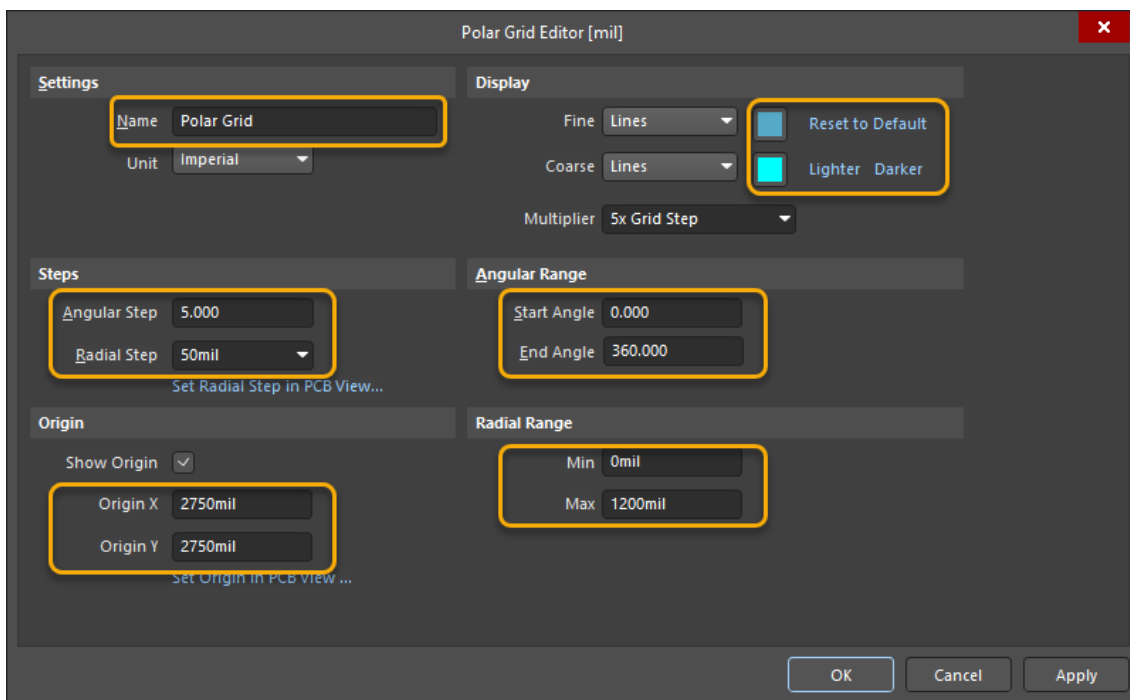 Polar Grid Editor [mil]
Settings
Name Polar Grid
Unit Imperial
Display
Fine Lines Reset to Default
Coarse Lines Lighter Darker
Multiplier 5x Grid Step
Steps
Angular Step 5.000
Radial Step 50mil
Set Radial Step in PCB View...
Angular Range
Start Angle 0.000
End Angle 360.000
Origin
Show Origin
Origin X 2750mil
Origin Y 2750mil
Set Origin in PCB View ...
Radial Range
Min 0mil
Max 1200mil
OK Cancel Apply